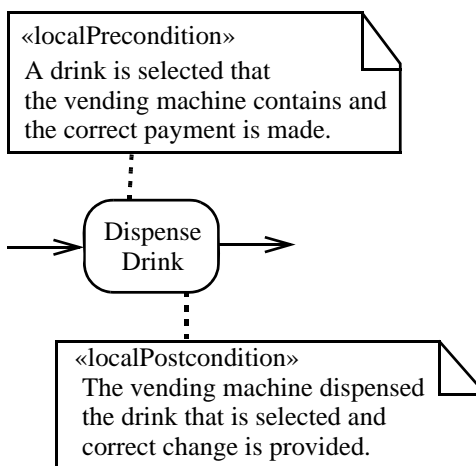 «localPrecondition»
A drink is selected that
the vending machine contains and
the correct payment is made.
Dispense
Drink
«localPostcondition»
The vending machine dispensed
the drink that is selected and
correct change is provided.